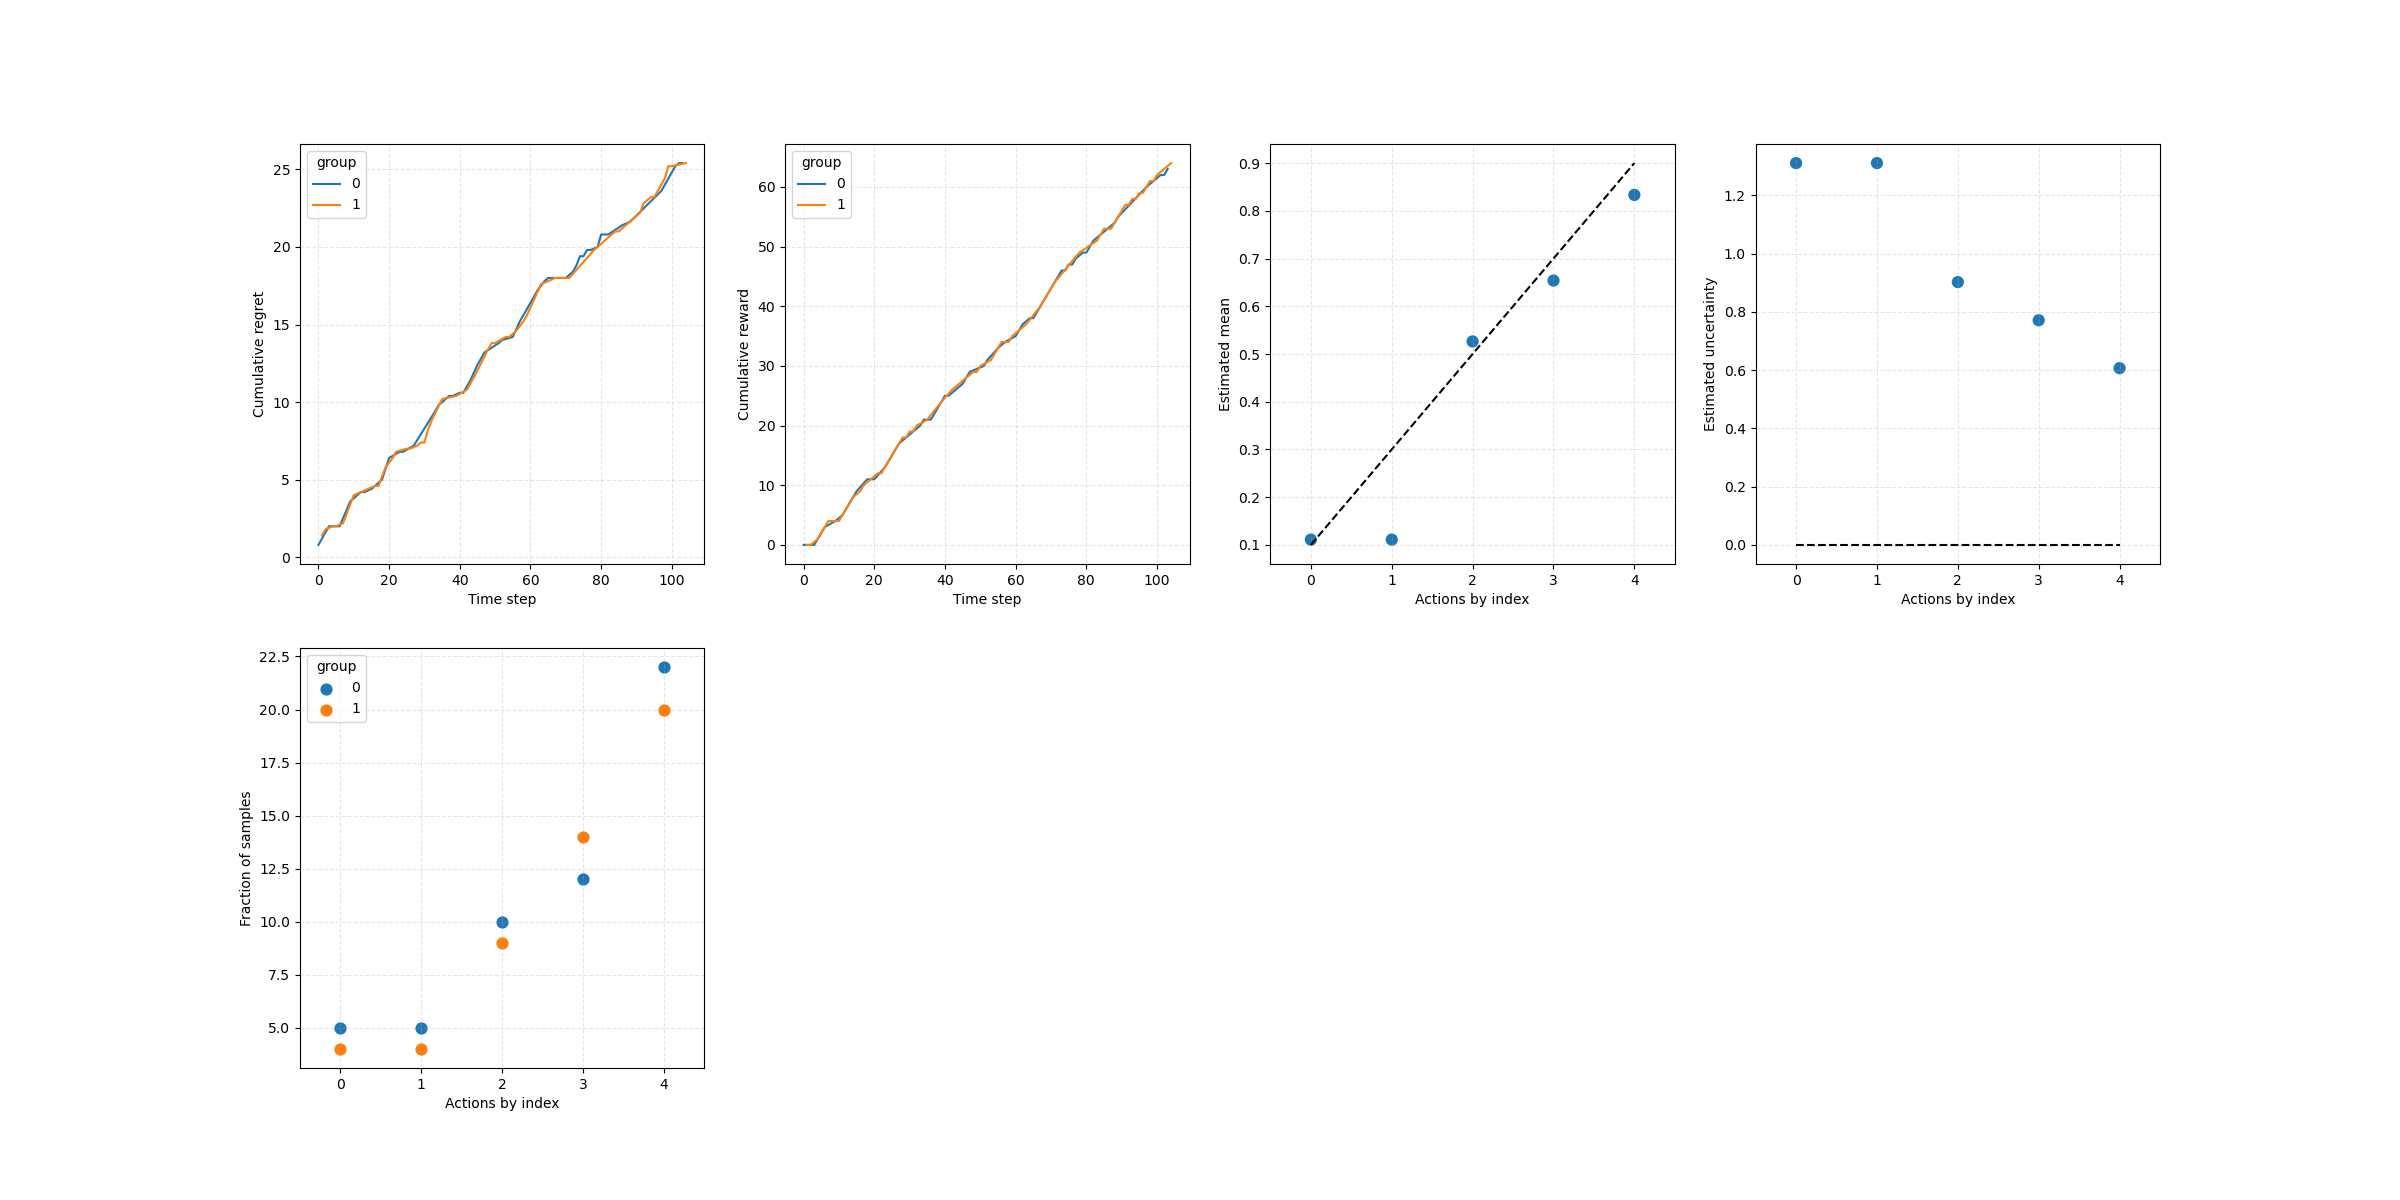 group
0
1
25
20
15
10
5
0
Cumulative regret
0 20 40 60 80 100
Time step
group
0
1
60
50
40
30
20
10
0
Cumulative reward
0 20 40 60 80 100
Time step
0.9
0.8
0.7
0.6
0.5
0.4
0.3
0.2
0.1
Estimated mean
0 1 2 3 4
Actions by index
1.2
1.0
0.8
0.6
0.4
0.2
0.0
Estimated uncertainty
0 1 2 3 4
Actions by index
group
0
1
22.5
20.0
17.5
15.0
12.5
10.0
7.5
5.0
Fraction of samples
0 1 2 3 4
Actions by index